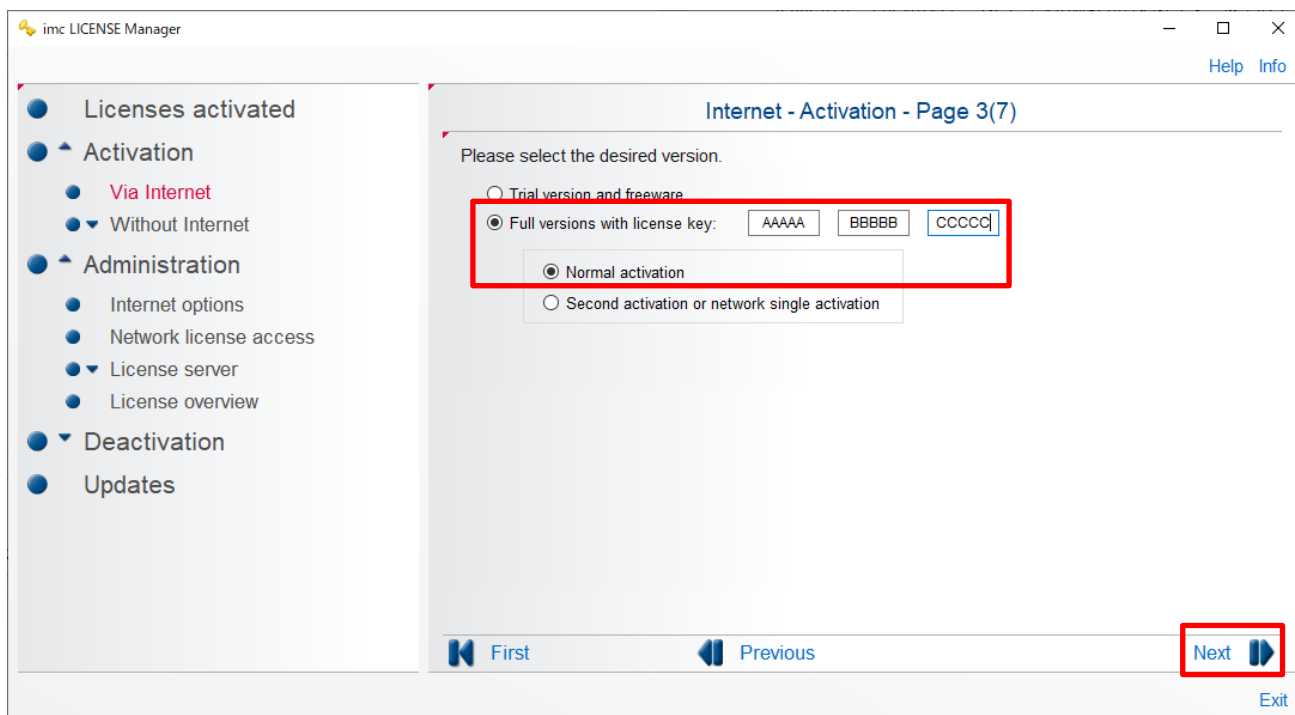 imc LICENSE Manager
Help Info
Licenses activated
Activation
Via Internet
Without Internet
Administration
Internet options
Network license access
License server
License overview
Deactivation
Updates
Internet - Activation - Page 3(7)
Please select the desired version.
Trial version and freeware
Full versions with license key: AAAAA BBBBB CCCCC
Normal activation
Second activation or network single activation
First Previous Next
Exit